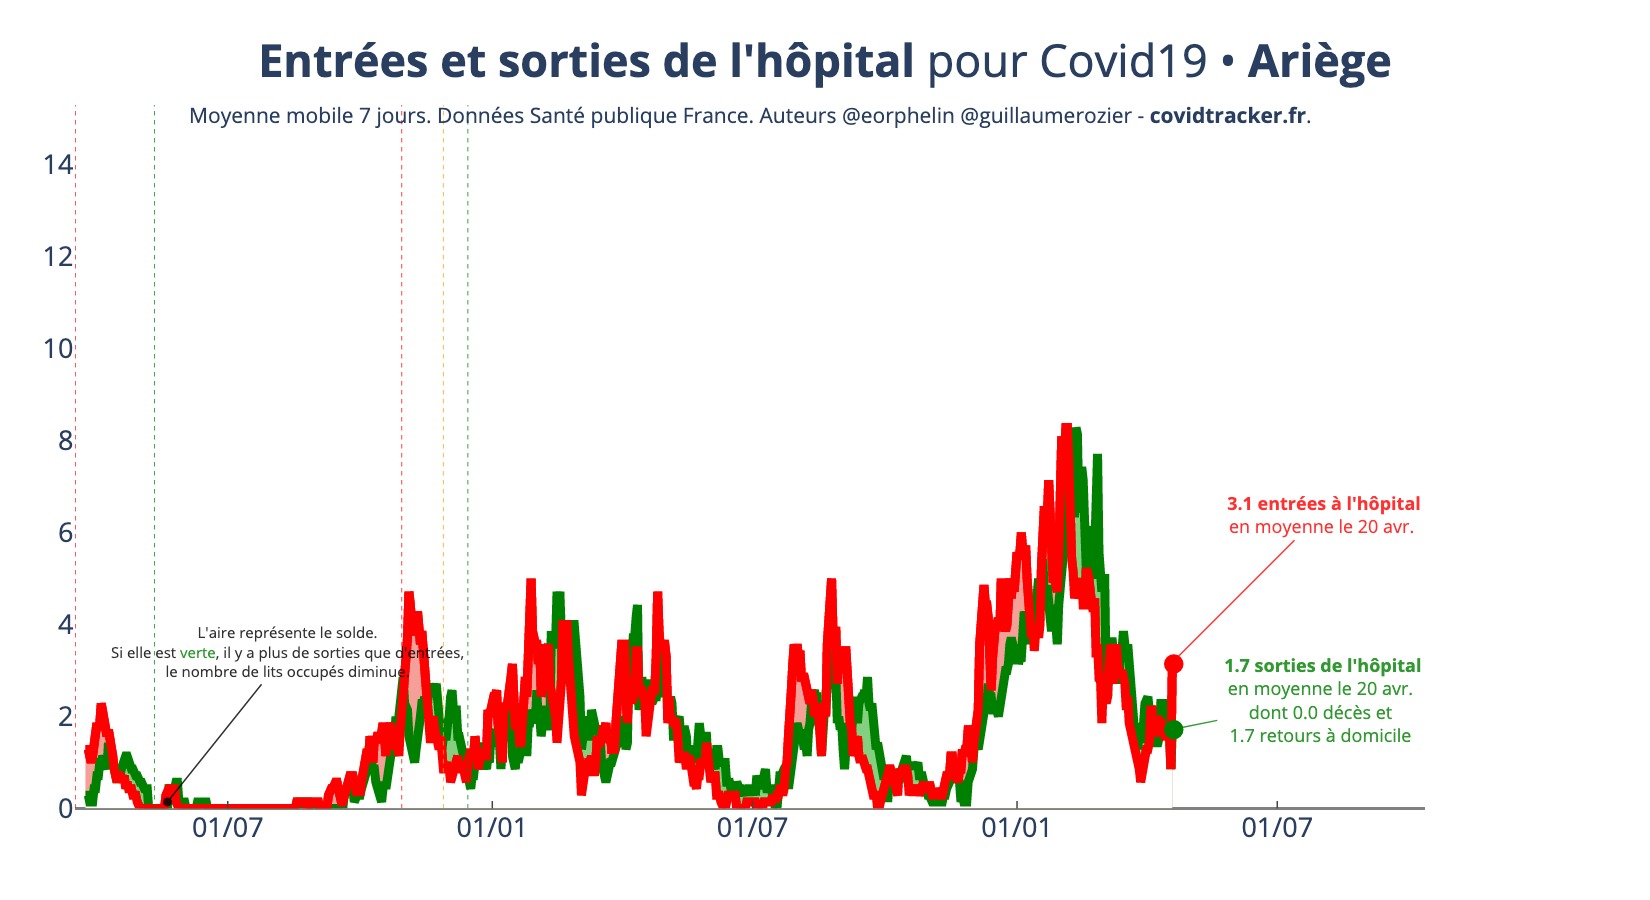 Entrées et sorties de l'hôpital pour Covid19 • Ariège
Moyenne mobile 7 jours. Données Santé publique France. Auteurs @eorphelin @guillaumerozier - covidtracker.fr.
14
12
10
8
6
4
2
0
L'aire représente le solde.
Si elle est verte, il y a plus de sorties que d'entrées,
le nombre de lits occupés diminue.
3.1 entrées à l'hôpital
en moyenne le 20 avr.
1.7 sorties de l'hôpital
en moyenne le 20 avr.
dont 0.0 décès et
1.7 retours à domicile
01/07
01/01
01/07
01/01
01/07